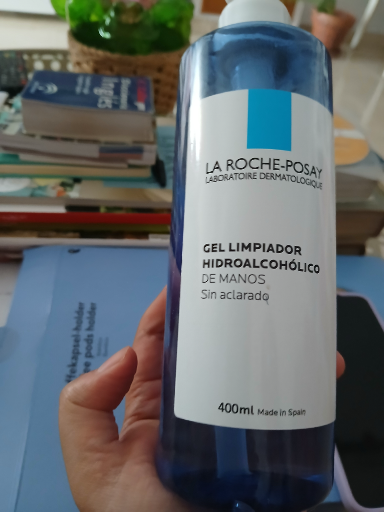 LA ROCHE-POSAY
LABORATOIRE DERMATOLOGIQUE
GEL LIMPIADOR
HIDROALCOHÓLICO
DE MANOS
Sin aclarado
400ml Made in Spain